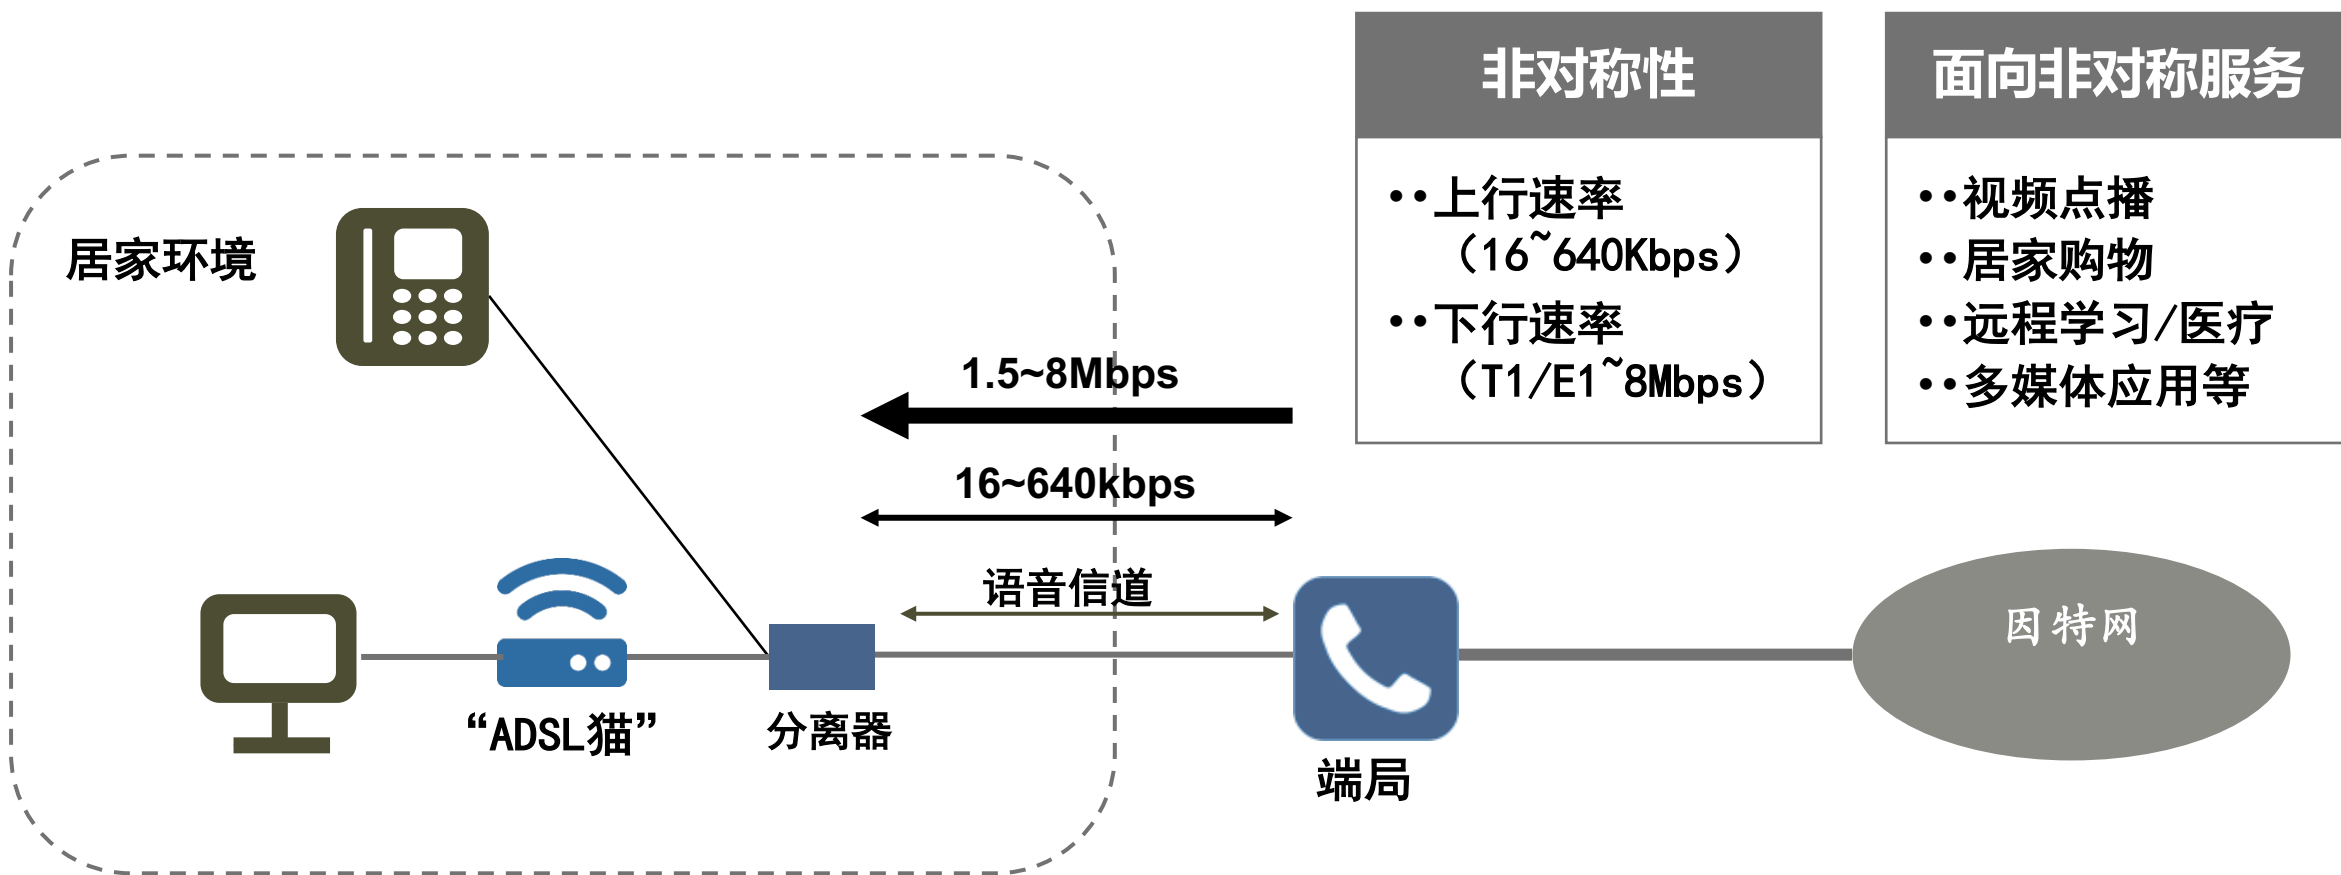 非对称性
··上行速率
（16~640Kbps）
··下行速率
（T1/E1~8Mbps）
面向非对称服务
··视频点播
··居家购物
··远程学习/医疗
··多媒体应用等
居家环境
1.5~8Mbps
16~640kbps
语音信道
“ADSL猫”
分离器
端局
因特网